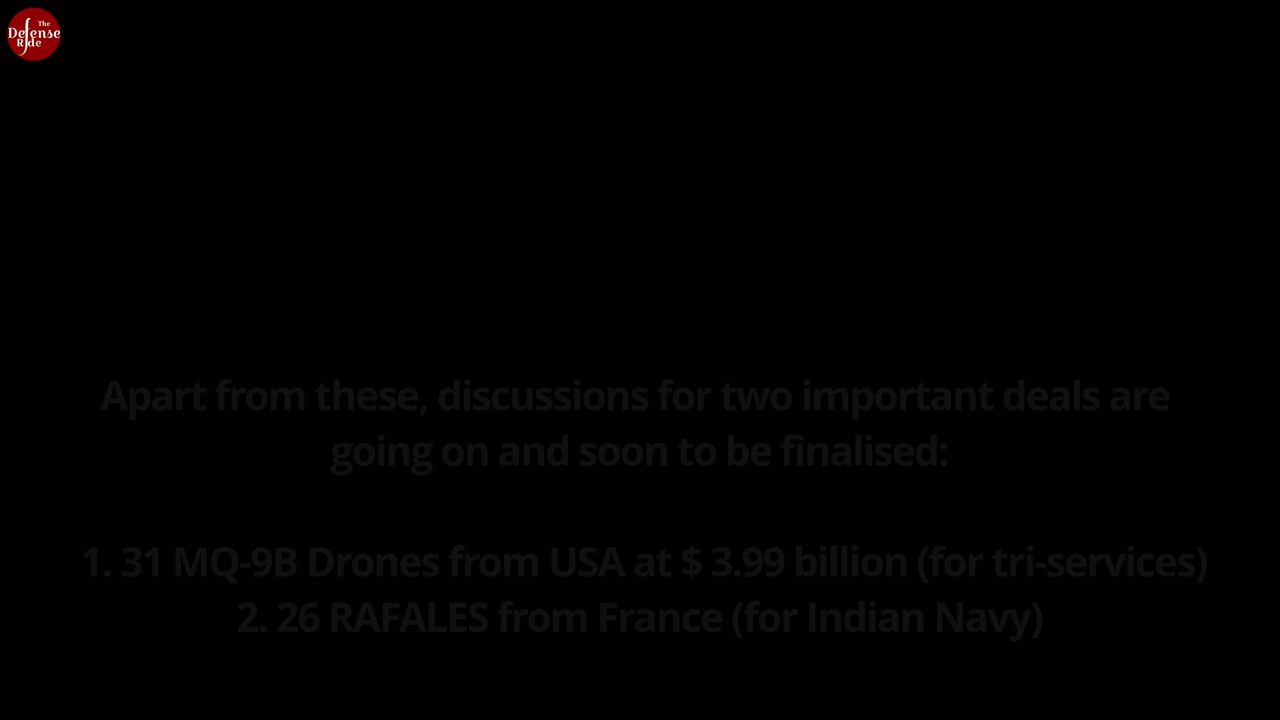 The
Defense
Ride
Apart from these, discussions for two important deals are
going on and soon to be finalised:
1. 31 MQ-9B Drones from USA at $ 3.99 billion (for tri-services)
2. 26 RAFALES from France (for Indian Navy)